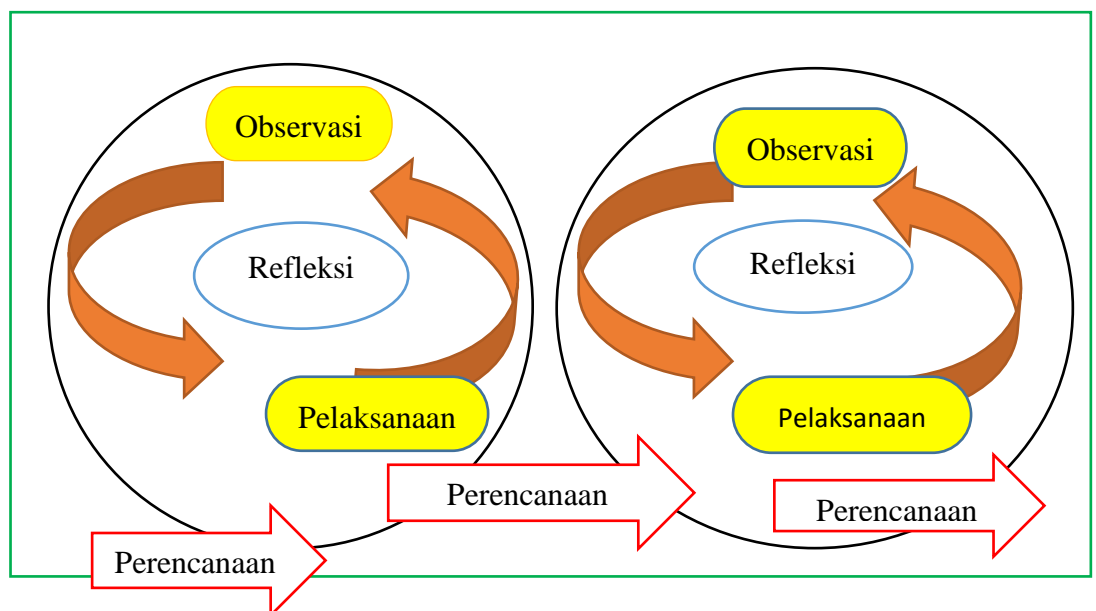 Observasi
Observasi
Refleksi
Refleksi
Pelaksanaan
Pelaksanaan
Perencanaan
Perencanaan
Perencanaan